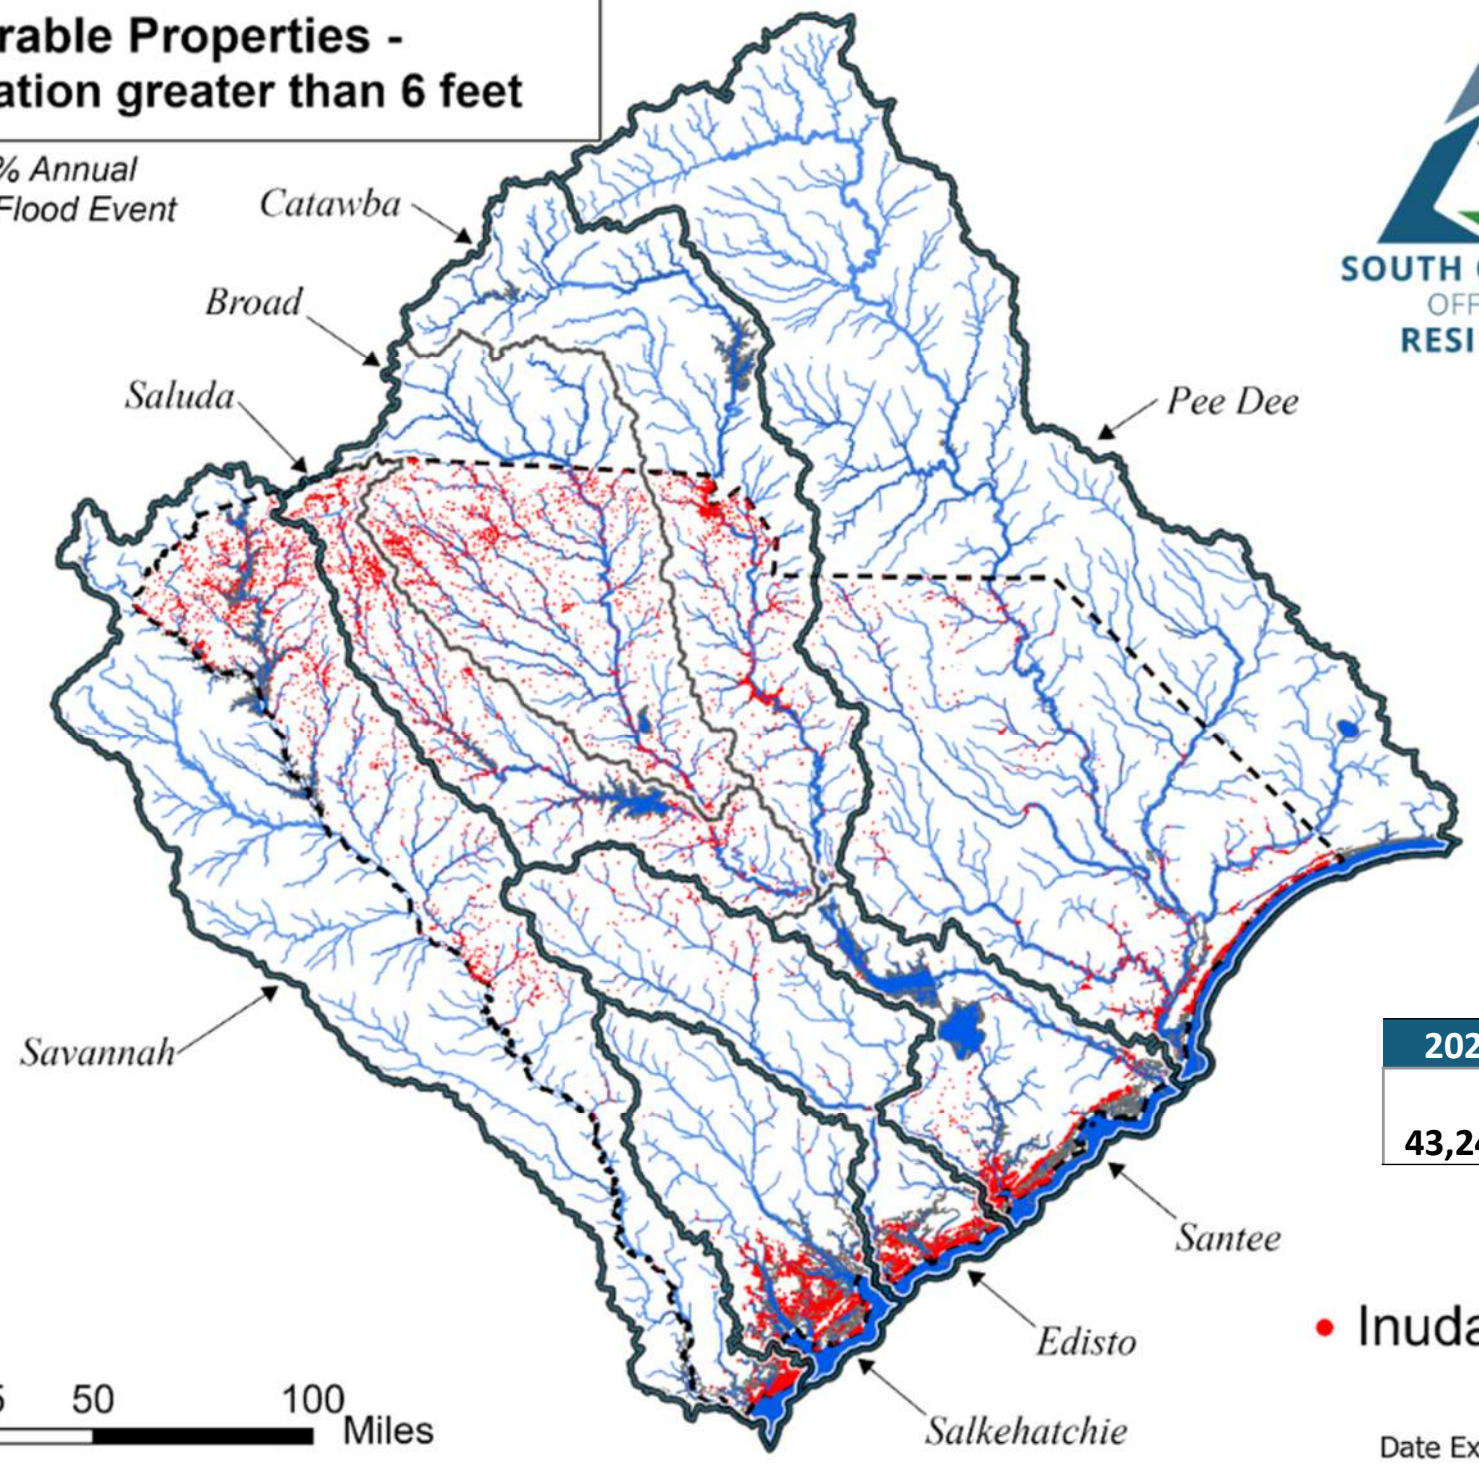 rable Properties -
ation greater than 6 feet
% Annual
Flood Event
Catawba
Broad
Saluda
Pee Dee
SOUTH
OFF
RESI
Savannah
202
43,24
Santee
Edisto
Salkehatchie
• Inuda
50 100
Miles
Date Ex